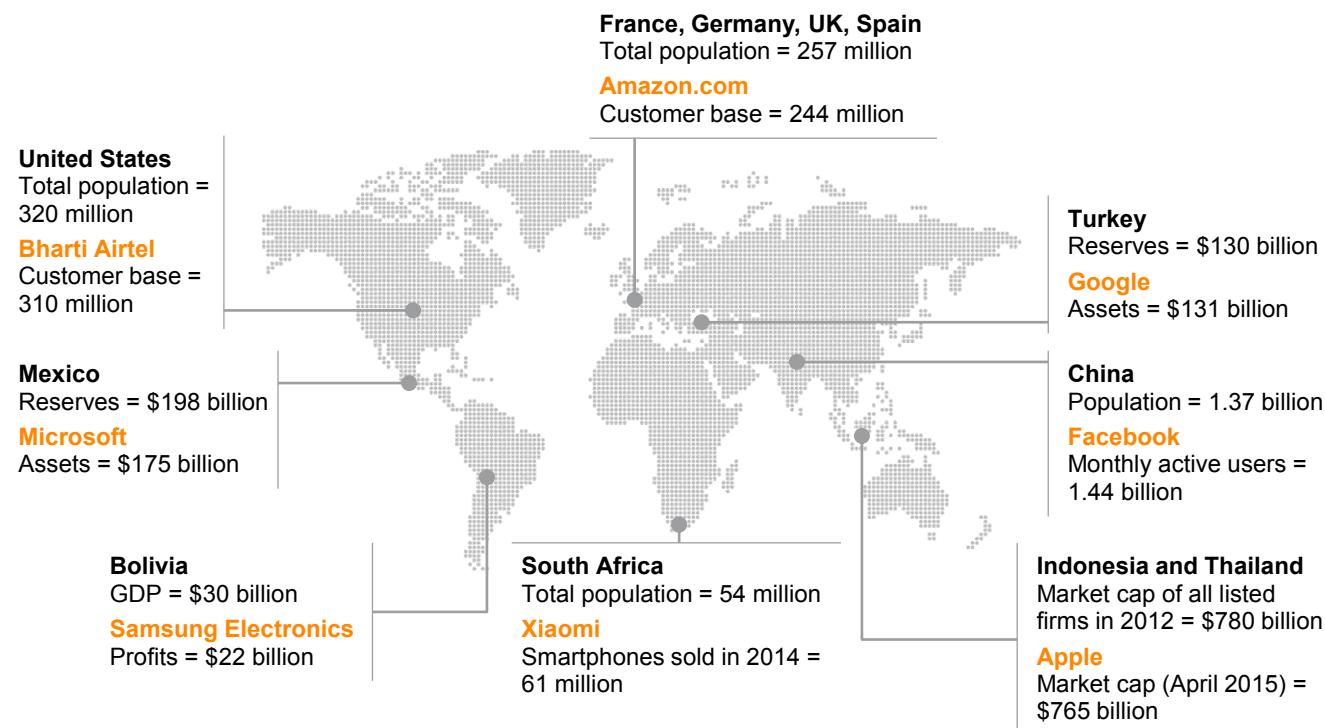 France, Germany, UK, Spain
Total population = 257 million
Amazon.com
Customer base = 244 million
United States
Total population =
320 million
Bharti Airtel
Customer base =
310 million
Turkey
Reserves = $130 billion
Google
Assets = $131 billion
Mexico
Reserves = $198 billion
Microsoft
Assets = $175 billion
China
Population = 1.37 billion
Facebook
Monthly active users =
1.44 billion
Bolivia
GDP = $30 billion
Samsung Electronics
Profits = $22 billion
South Africa
Total population = 54 million
Xiaomi
Smartphones sold in 2014 =
61 million
Indonesia and Thailand
Market cap of all listed
firms in 2012 = $780 billion
Apple
Market cap (April 2015) =
$765 billion